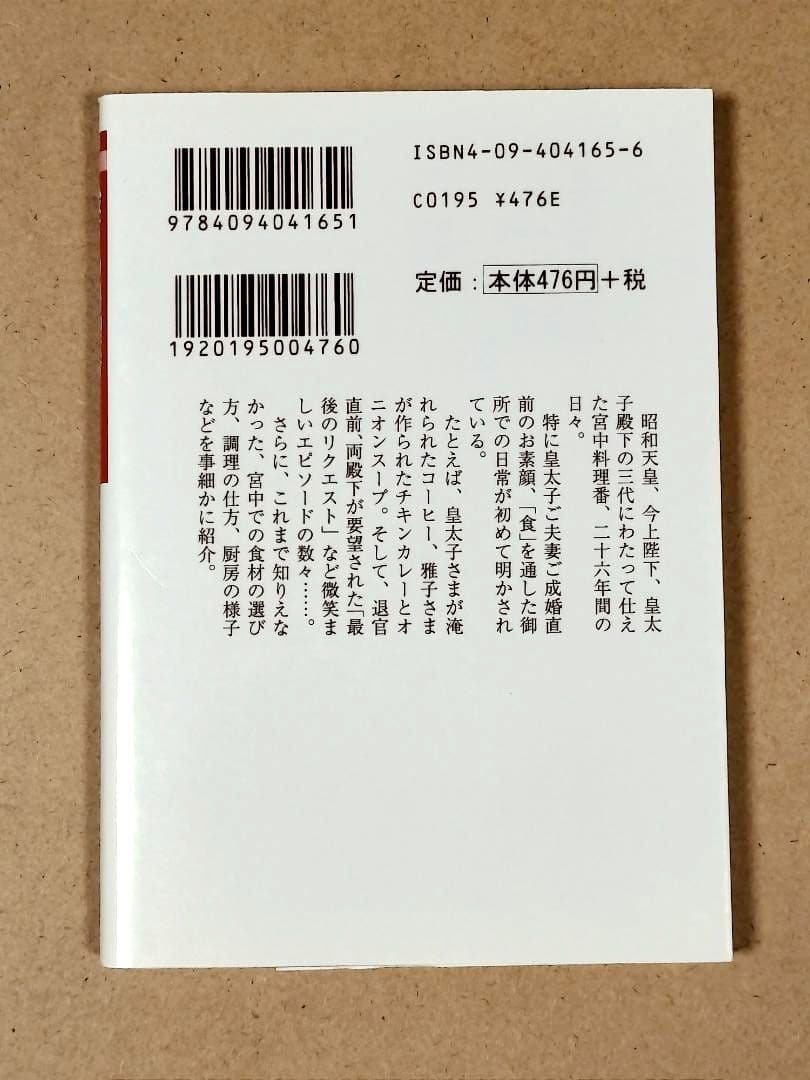 ISBN4-09-404165-6
C0195 ¥476E
9784094041651
定価：本体476円＋税
1920195004760
昭和天皇、今上陛下、皇太
子殿下の三代にわたって仕え
た宮中料理番、二十六年間の
日々。
特に皇太子ご夫妻ご成婚直
前のお素顔、「食」を通した御
所での日常が初めて明かされ
ている。
たとえば、皇太子さまが淹
れられたコーヒー、雅子さま
が作られたチキンカレーとオ
ニオンスープ。そして、退官
直前、両殿下が要望された「最
後のリクエスト」など微笑ま
しいエピソードの数々……。
さらに、これまで知りえな
かった、宮中での食材の選び
方、調理の仕方、厨房の様子
などを事細かに紹介。